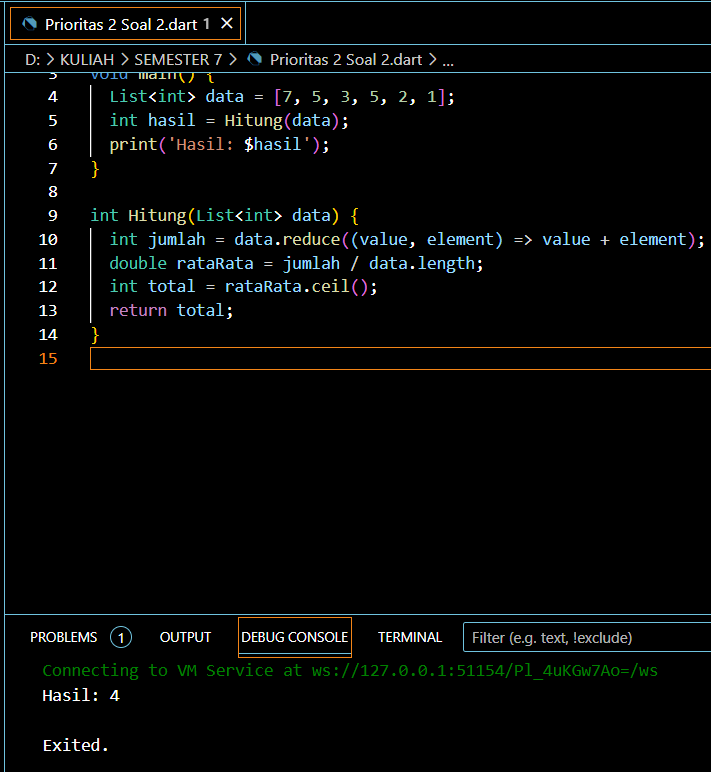 Prioritas 2 Soal 2.dart 1 ×
D: > KULIAH > SEMESTER 7 > Prioritas 2 Soal 2.dart > ...
3 void main() {
4 List<int> data = [7, 5, 3, 5, 2, 1];
5 int hasil = Hitung(data);
6 print('Hasil: $hasil');
7 }
8
9 int Hitung(List<int> data) {
10 int jumlah = data.reduce((value, element) => value + element);
11 double rataRata = jumlah / data.length;
12 int total = rataRata.ceil();
13 return total;
14 }
15
PROBLEMS 1 OUTPUT DEBUG CONSOLE TERMINAL Filter (e.g. text, !exclude)
Connecting to VM Service at ws://127.0.0.1:51154/Pl_4uKGw7Ao=/ws
Hasil: 4
Exited.